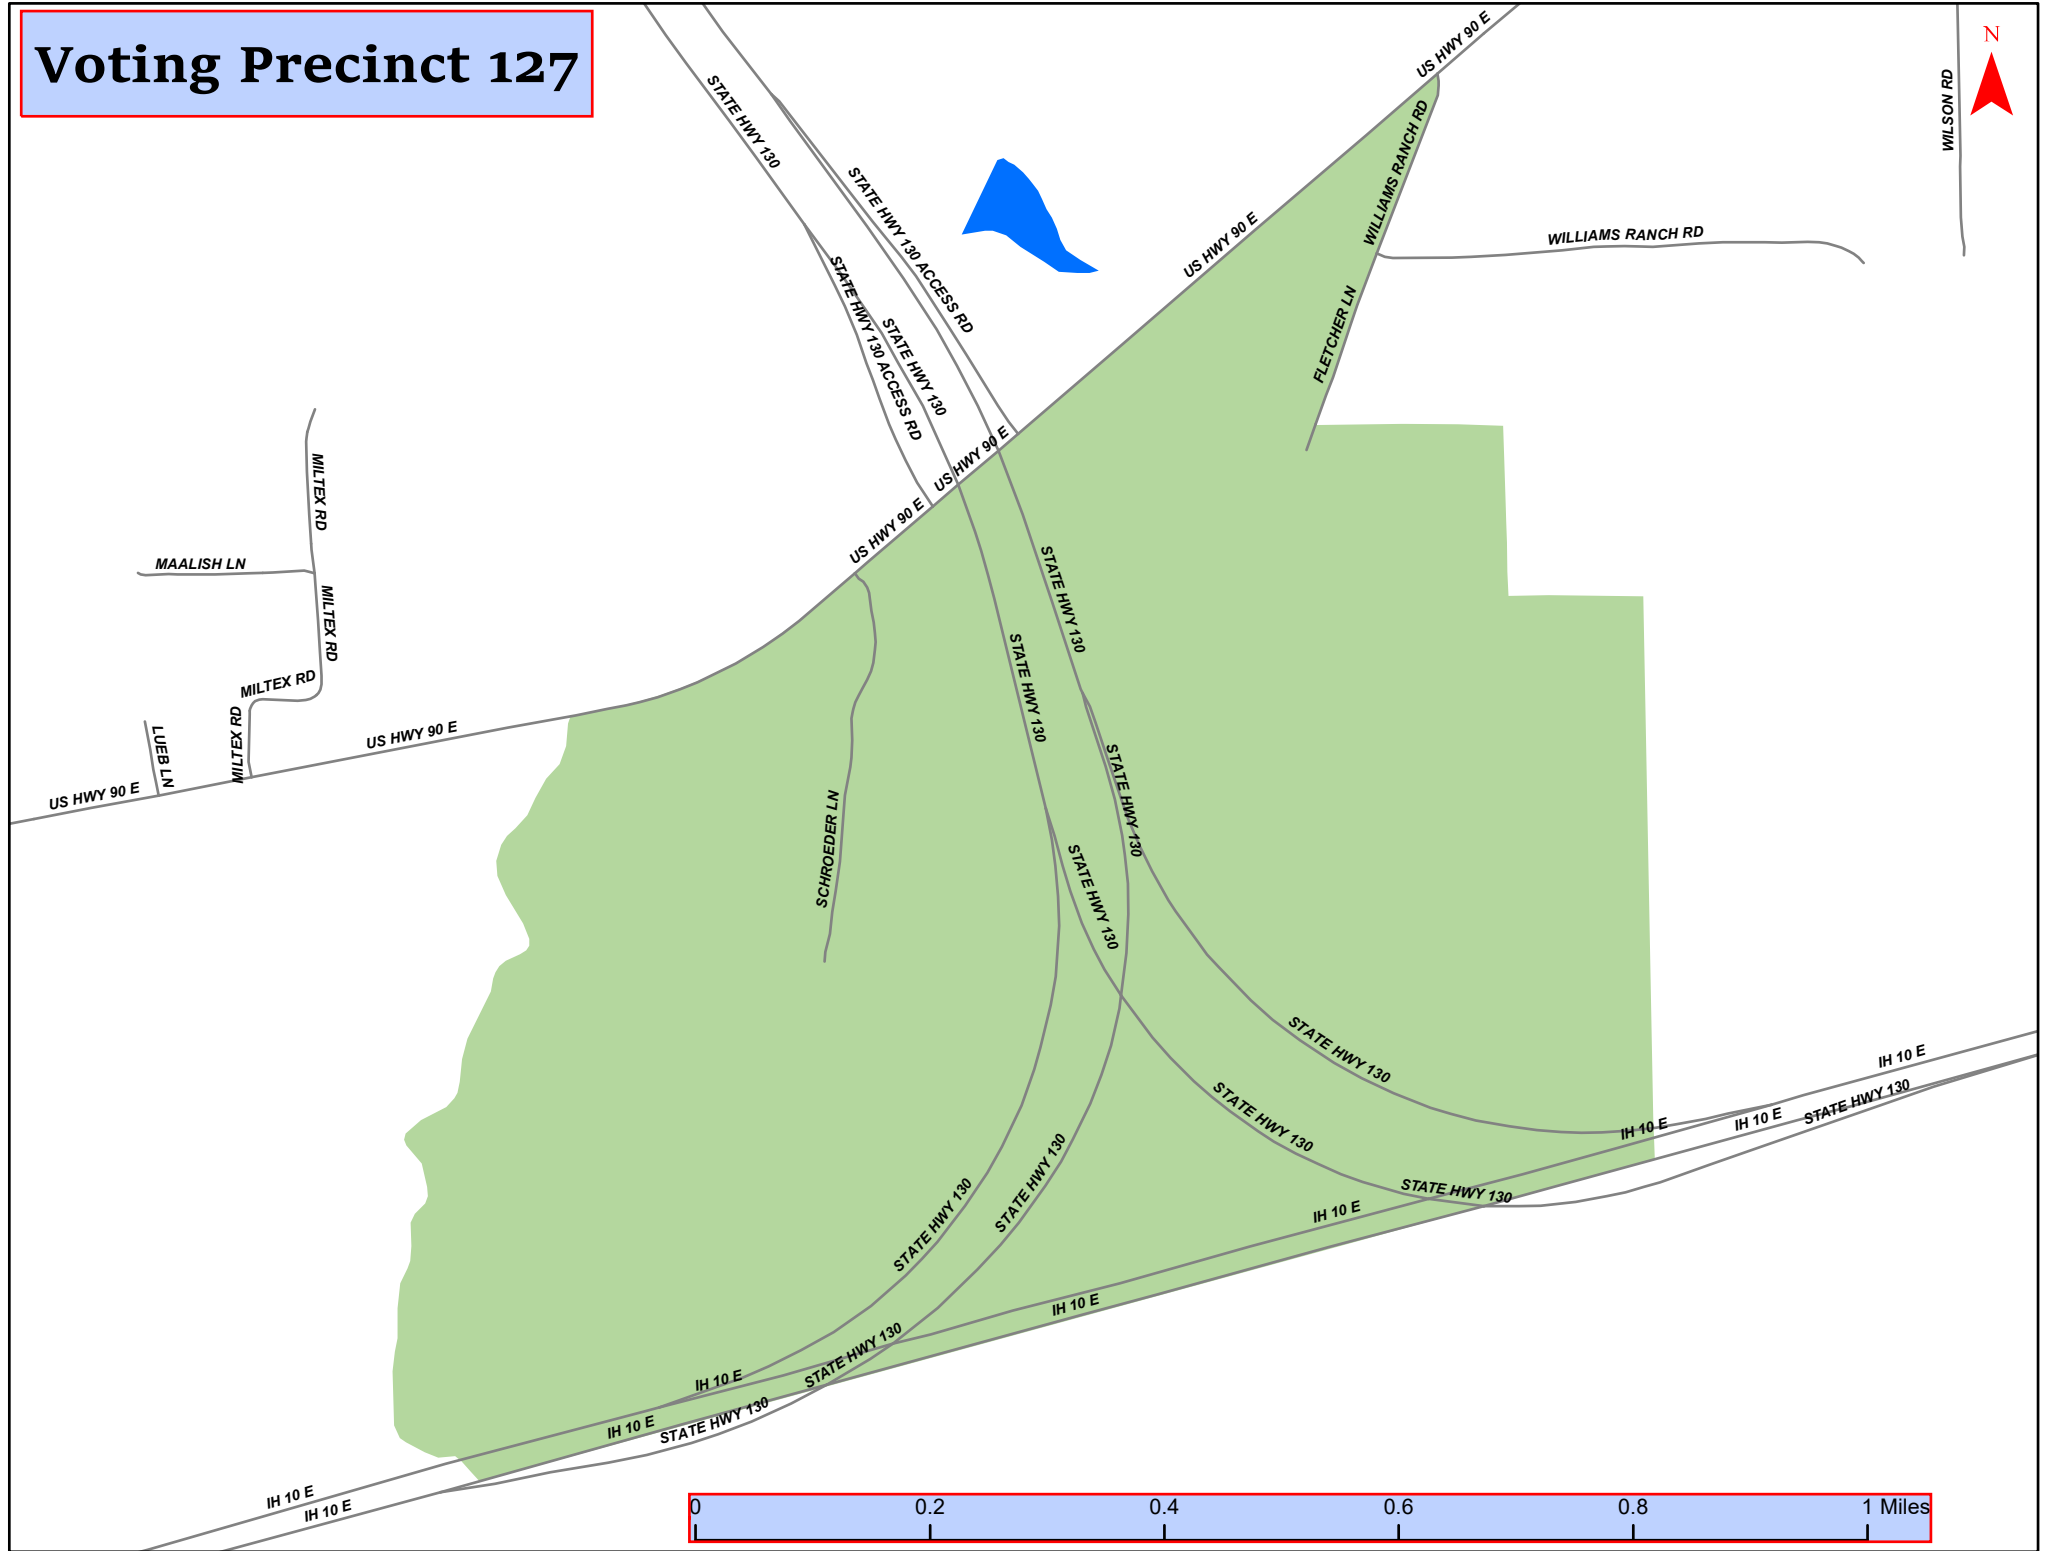 Voting Precinct 127
N
US HWY 90 E
WILSON RD
STATE HWY 130
WILLIAMS RANCH RD
STATE HWY 130 ACCESS RD
US HWY 90 E
WILLIAMS RANCH RD
STATE HWY 130 ACCESS RD
STATE HWY 130
FLETCHER LN
US HWY 90 E
MILTEX RD
US HWY 90 E
MAALISH LN
STATE HWY 130
MILTEX RD
STATE HWY 130
MILTEX RD
MILTEX RD
US HWY 90 E
LUEB LN
US HWY 90 E
STATE HWY 130
SCHROEDER LN
STATE HWY 130
STATE HWY 130
IH 10 E
STATE HWY 130
STATE HWY 130
IH 10 E
IH 10 E
STATE HWY 130
STATE HWY 130
STATE HWY 130
IH 10 E
IH 10 E
STATE HWY 130
IH 10 E
STATE HWY 130
IH 10 E
IH 10 E
IH 10 E
0 0.2 0.4 0.6 0.8 1 Miles